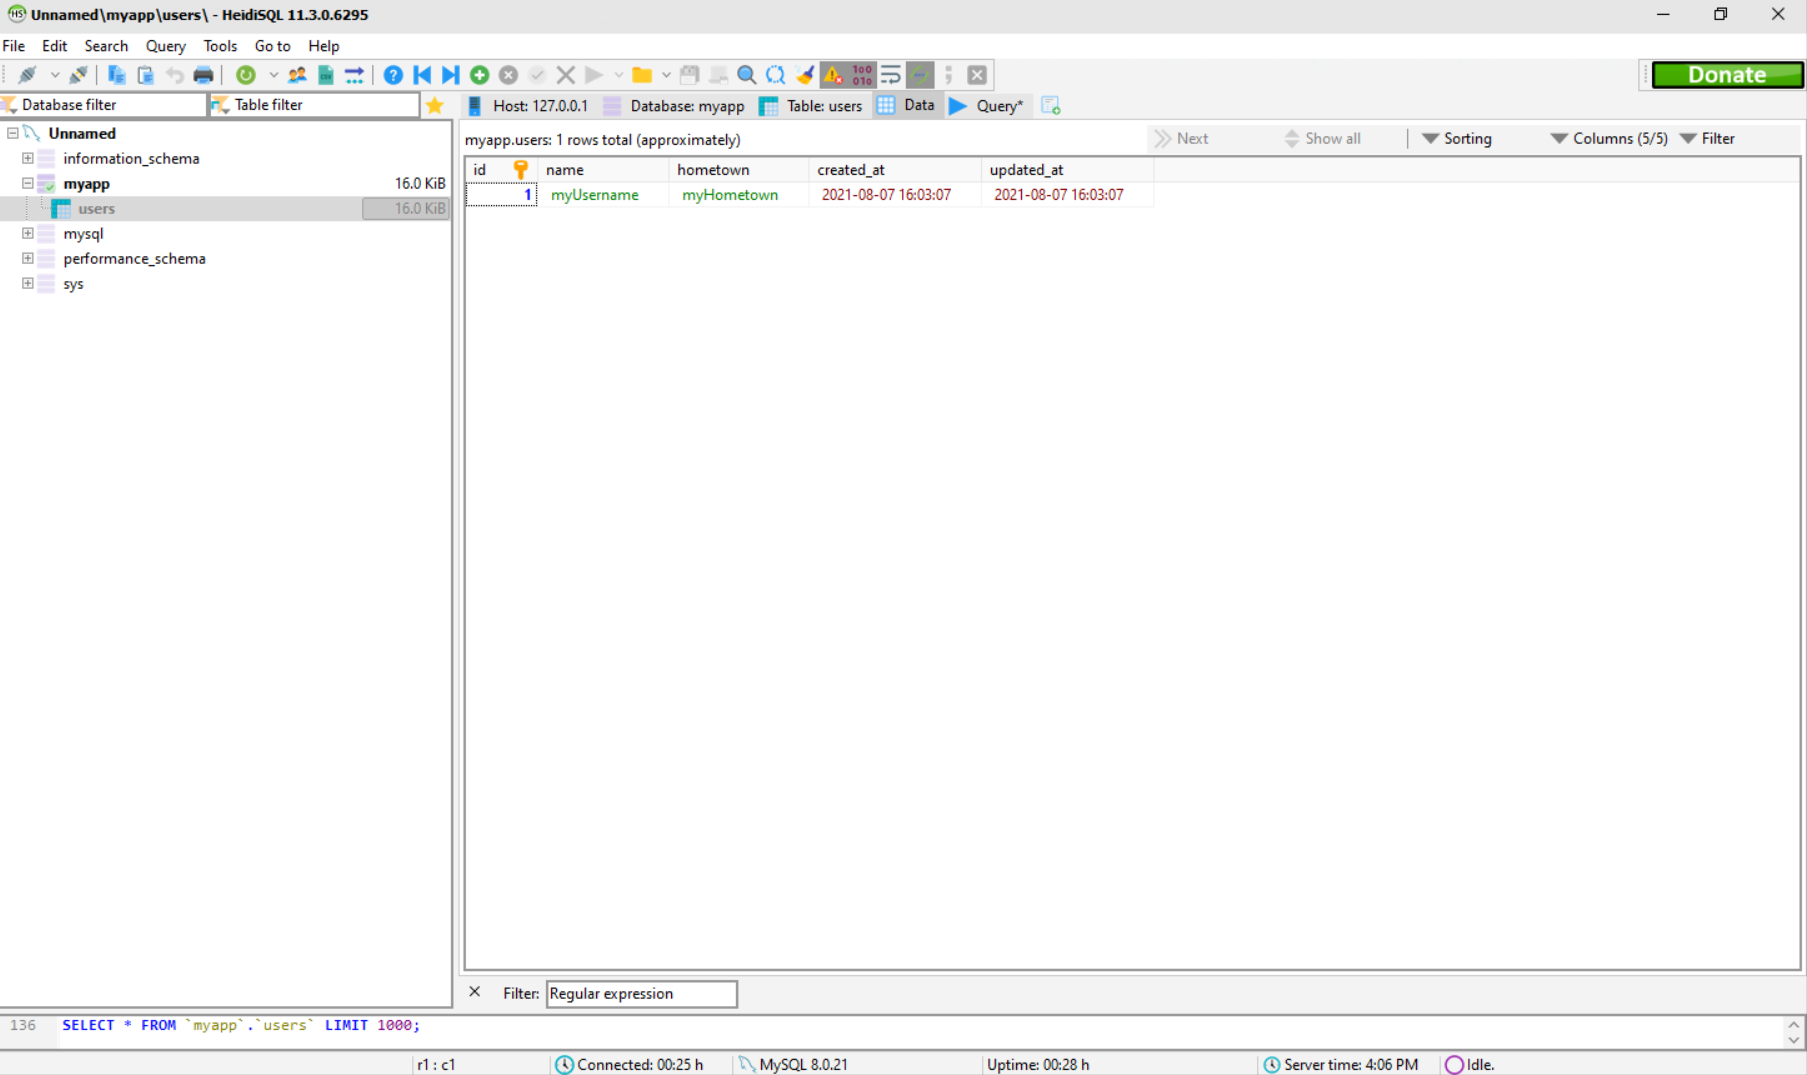 HS Unnamed\myapp\users\ - HeidiSQL 11.3.0.6295
File Edit Search Query Tools Go to Help
Donate
Database filter Table filter Host: 127.0.0.1 Database: myapp Table: users Data Query*
Unnamed
information_schema
myapp 16.0 KiB
users 16.0 KiB
mysql
performance_schema
sys
myapp.users: 1 rows total (approximately) Next Show all Sorting Columns (5/5) Filter
id name hometown created_at updated_at
1 myUsername myHometown 2021-08-07 16:03:07 2021-08-07 16:03:07
Filter: Regular expression
136 SELECT * FROM `myapp`.`users` LIMIT 1000;
r1 : c1 Connected: 00:25 h MySQL 8.0.21 Uptime: 00:28 h Server time: 4:06 PM Idle.